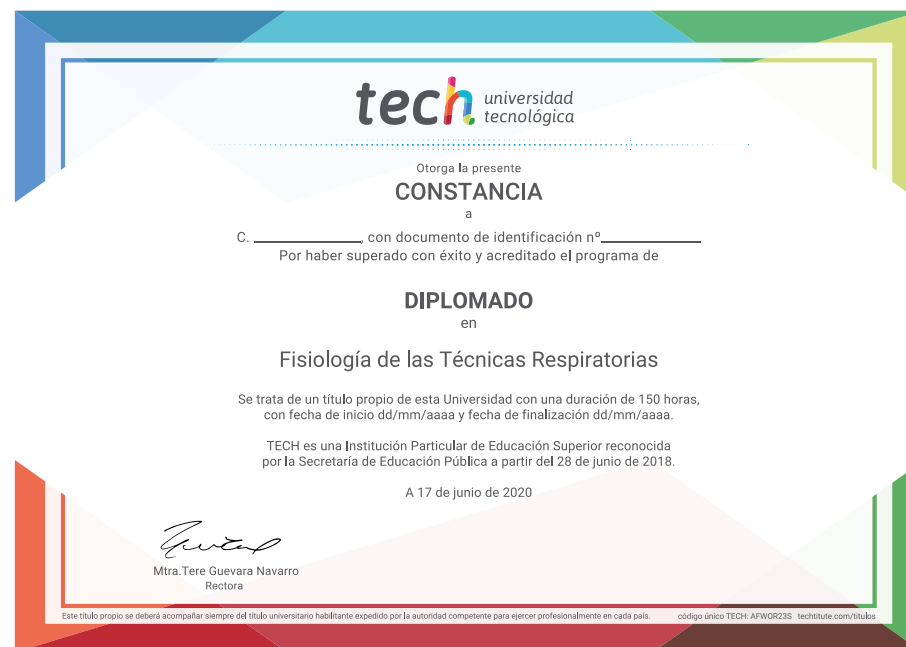 tech universidad
tecnológica
Otorga la presente
CONSTANCIA
a
C. ____________, con documento de identificación nº___________
Por haber superado con éxito y acreditado el programa de
DIPLOMADO
en
Fisiología de las Técnicas Respiratorias
Se trata de un título propio de esta Universidad con una duración de 150 horas,
con fecha de inicio dd/mm/aaaa y fecha de finalización dd/mm/aaaa.
TECH es una Institución Particular de Educación Superior reconocida
por la Secretaría de Educación Pública a partir del 28 de junio de 2018.
A 17 de junio de 2020
Mtra.Tere Guevara Navarro
Rectora
Este título propio se deberá acompañar siempre del título universitario habilitante expedido por la autoridad competente para ejercer profesionalmente en cada país. código único TECH: AFWOR23S techtitute.com/titulos